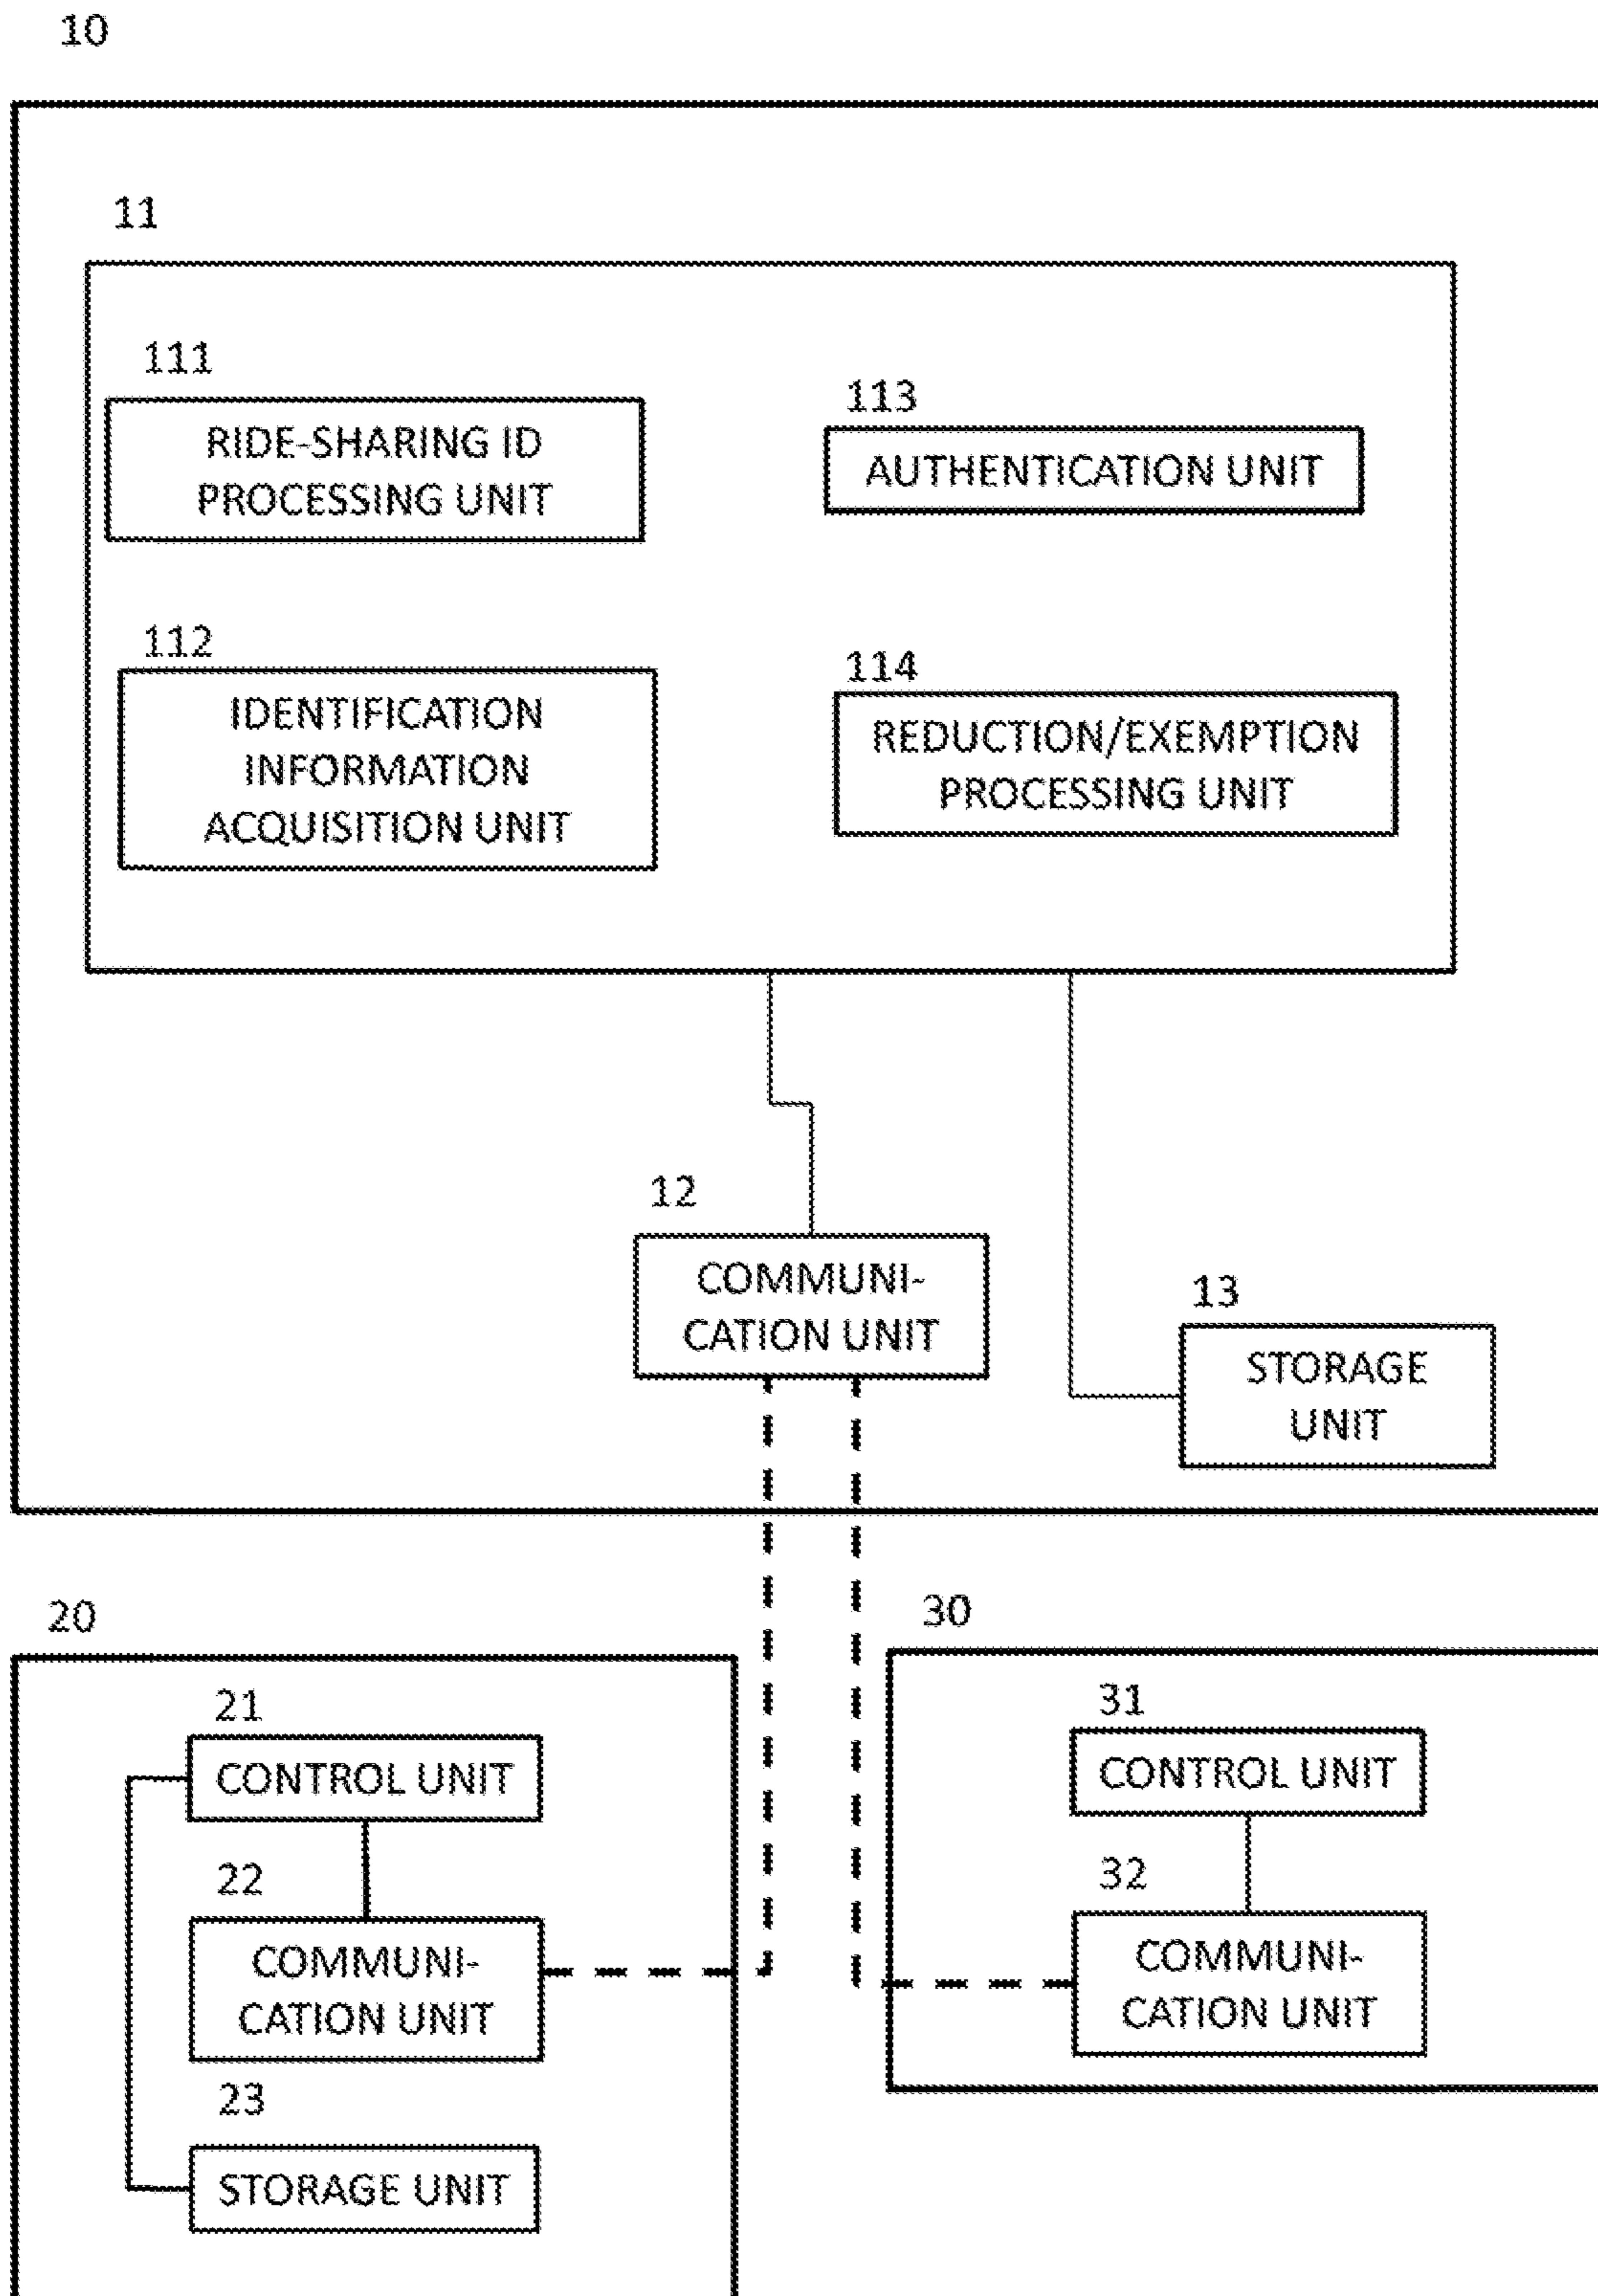 10
11
111
RIDE-SHARING ID
PROCESSING UNIT
113
AUTHENTICATION UNIT
112
IDENTIFICATION
INFORMATION
ACQUISITION UNIT
114
REDUCTION/EXEMPTION
PROCESSING UNIT
12
COMMUNI-
CATION UNIT
13
STORAGE
UNIT
20
21
CONTROL UNIT
22
COMMUNI-
CATION UNIT
23
STORAGE UNIT
30
31
CONTROL UNIT
32
COMMUNI-
CATION UNIT